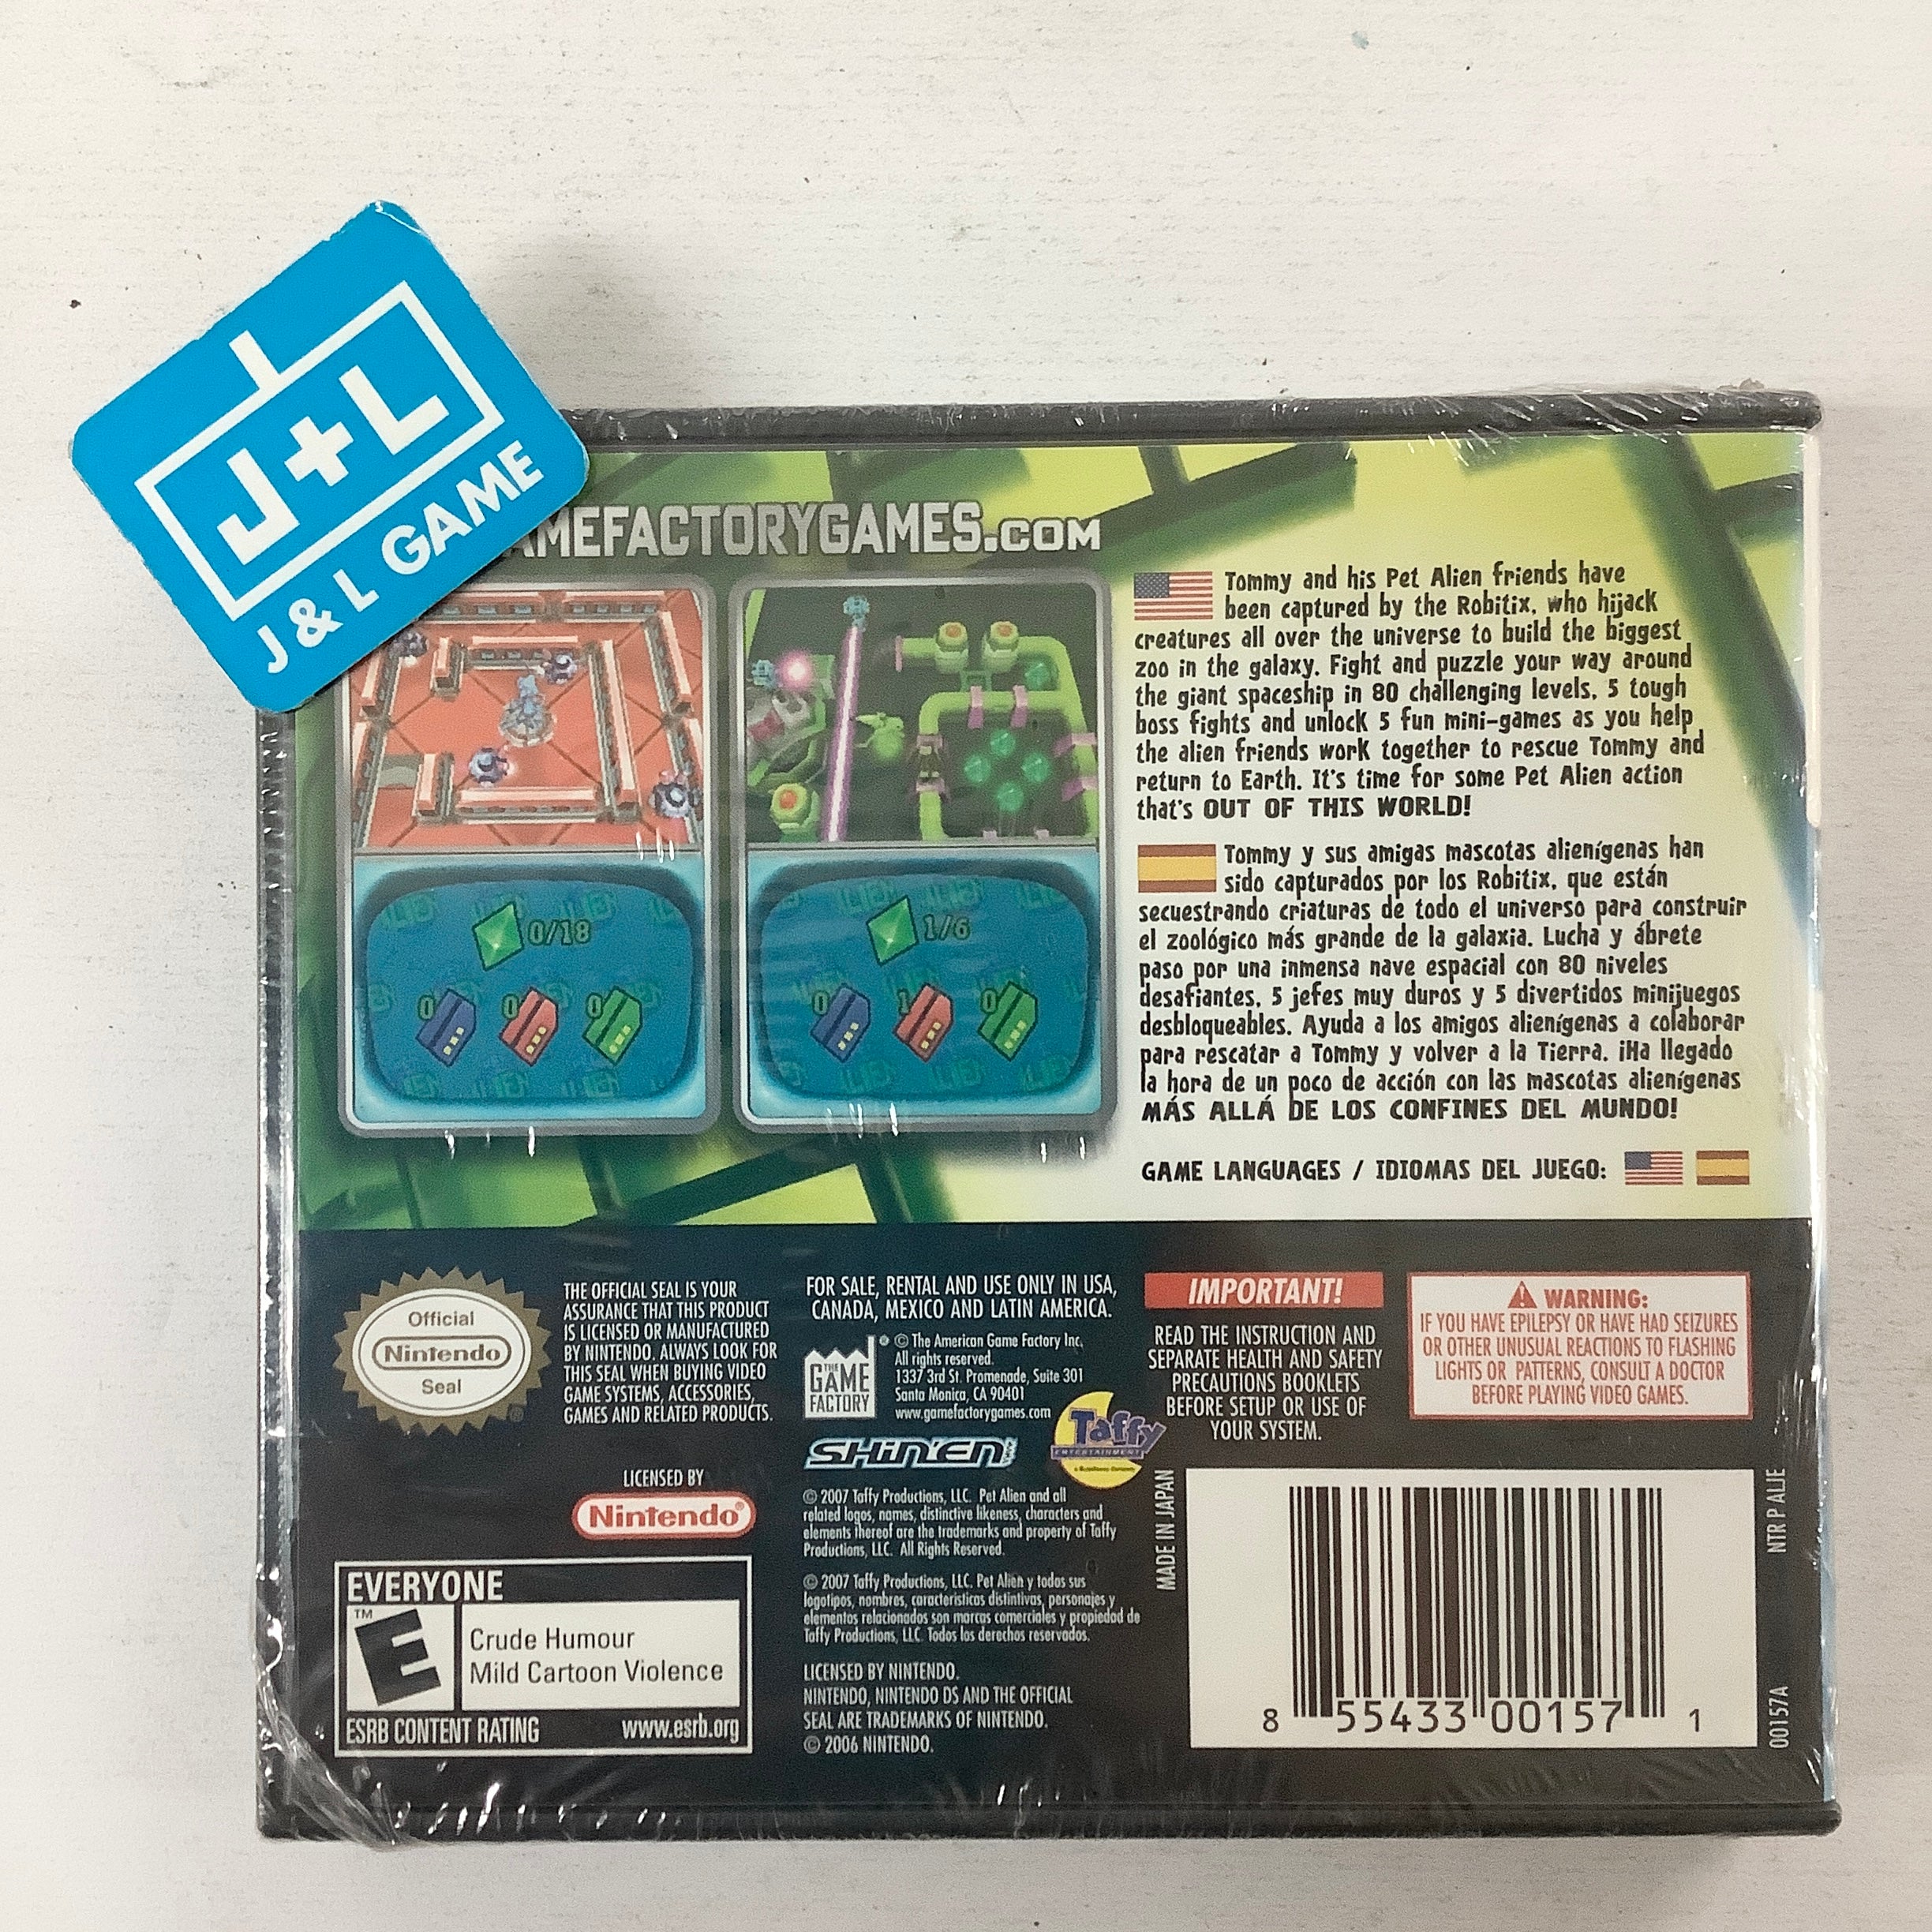 J+L
J & L GAME
AMEFACTORYGAMES.COM
Tommy and his Pet Alien friends have
been captured by the Robitix, who hijack
creatures all over the universe to build the biggest
zoo in the galaxy. Fight and puzzle your way around
the giant spaceship in 80 challenging levels, 5 tough
boss fights and unlock 5 fun mini-games as you help
the alien friends work together to rescue Tommy and
return to Earth. It's time for some Pet Alien action
that's OUT OF THIS WORLD!
Tommy y sus amigas mascotas alienígenas han
sido capturados por los Robitix, que están
secuestrando criaturas de todo el universo para construir
el zoológico más grande de la galaxia. Lucha y ábrete
paso por una inmensa nave espacial con 80 niveles
desafiantes, 5 jefes muy duros y 5 divertidos minijuegos
desbloqueables. Ayuda a los amigos alienígenas a colaborar
para rescatar a Tommy y volver a la Tierra. ¡Ha llegado
la hora de un poco de acción con las mascotas alienígenas
MÁS ALLÁ DE LOS CONFINES DEL MUNDO!
GAME LANGUAGES / IDIOMAS DEL JUEGO:
0/18
0 0 0
1/6
0 1 0
Official
Nintendo
Seal
THE OFFICIAL SEAL IS YOUR
ASSURANCE THAT THIS PRODUCT
IS LICENSED OR MANUFACTURED
BY NINTENDO. ALWAYS LOOK FOR
THIS SEAL WHEN BUYING VIDEO
GAME SYSTEMS, ACCESSORIES,
GAMES AND RELATED PRODUCTS.
LICENSED BY
Nintendo®
EVERYONE
™
E
Crude Humour
Mild Cartoon Violence
ESRB CONTENT RATING www.esrb.org
FOR SALE, RENTAL AND USE ONLY IN USA,
CANADA, MEXICO AND LATIN AMERICA.
THE
GAME
FACTORY
® © The American Game Factory Inc.
All rights reserved.
1337 3rd St. Promenade, Suite 301
Santa Monica, CA 90401
www.gamefactorygames.com
SHIN'EN
Taffy
ENTERTAINMENT
© 2007 Taffy Productions, LLC. Pet Alien and all
related logos, names, distinctive likeness, characters and
elements thereof are the trademarks and property of Taffy
Productions, LLC. All Rights Reserved.
© 2007 Taffy Productions, LLC. Pet Alien y todos sus
logotipos, nombres, características distintivas, personajes y
elementos relacionados son marcas comerciales y propiedad de
Taffy Productions, LLC. Todos los derechos reservados.
LICENSED BY NINTENDO.
NINTENDO, NINTENDO DS AND THE OFFICIAL
SEAL ARE TRADEMARKS OF NINTENDO.
© 2006 NINTENDO.
IMPORTANT!
READ THE INSTRUCTION AND
SEPARATE HEALTH AND SAFETY
PRECAUTIONS BOOKLETS
BEFORE SETUP OR USE OF
YOUR SYSTEM.
WARNING:
IF YOU HAVE EPILEPSY OR HAVE HAD SEIZURES
OR OTHER UNUSUAL REACTIONS TO FLASHING
LIGHTS OR PATTERNS, CONSULT A DOCTOR
BEFORE PLAYING VIDEO GAMES.
MADE IN JAPAN
8 55433 00157 1
NTR P ALJE
00157A